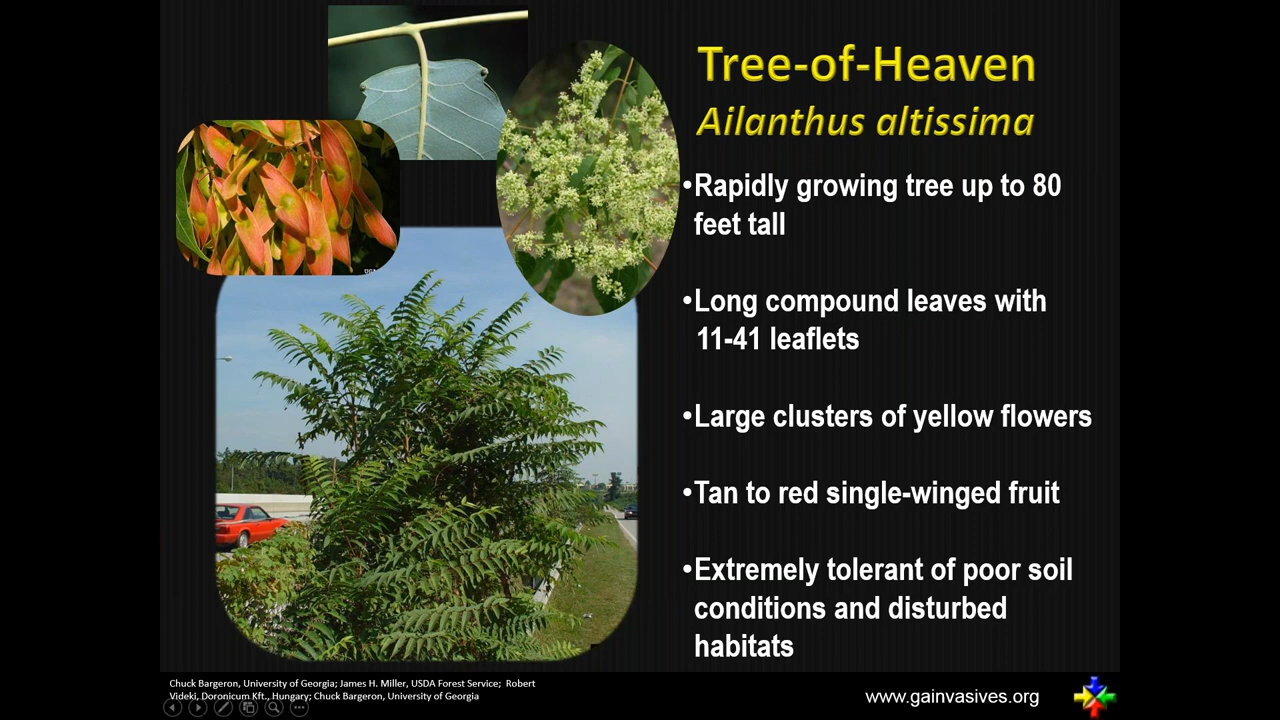 Tree-of-Heaven
Ailanthus altissima
•Rapidly growing tree up to 80
feet tall
•Long compound leaves with
11-41 leaflets
•Large clusters of yellow flowers
•Tan to red single-winged fruit
•Extremely tolerant of poor soil
conditions and disturbed
habitats
Chuck Bargeron, University of Georgia; James H. Miller, USDA Forest Service; Robert
Videki, Doronicum Kft., Hungary; Chuck Bargeron, University of Georgia
www.gainvasives.org